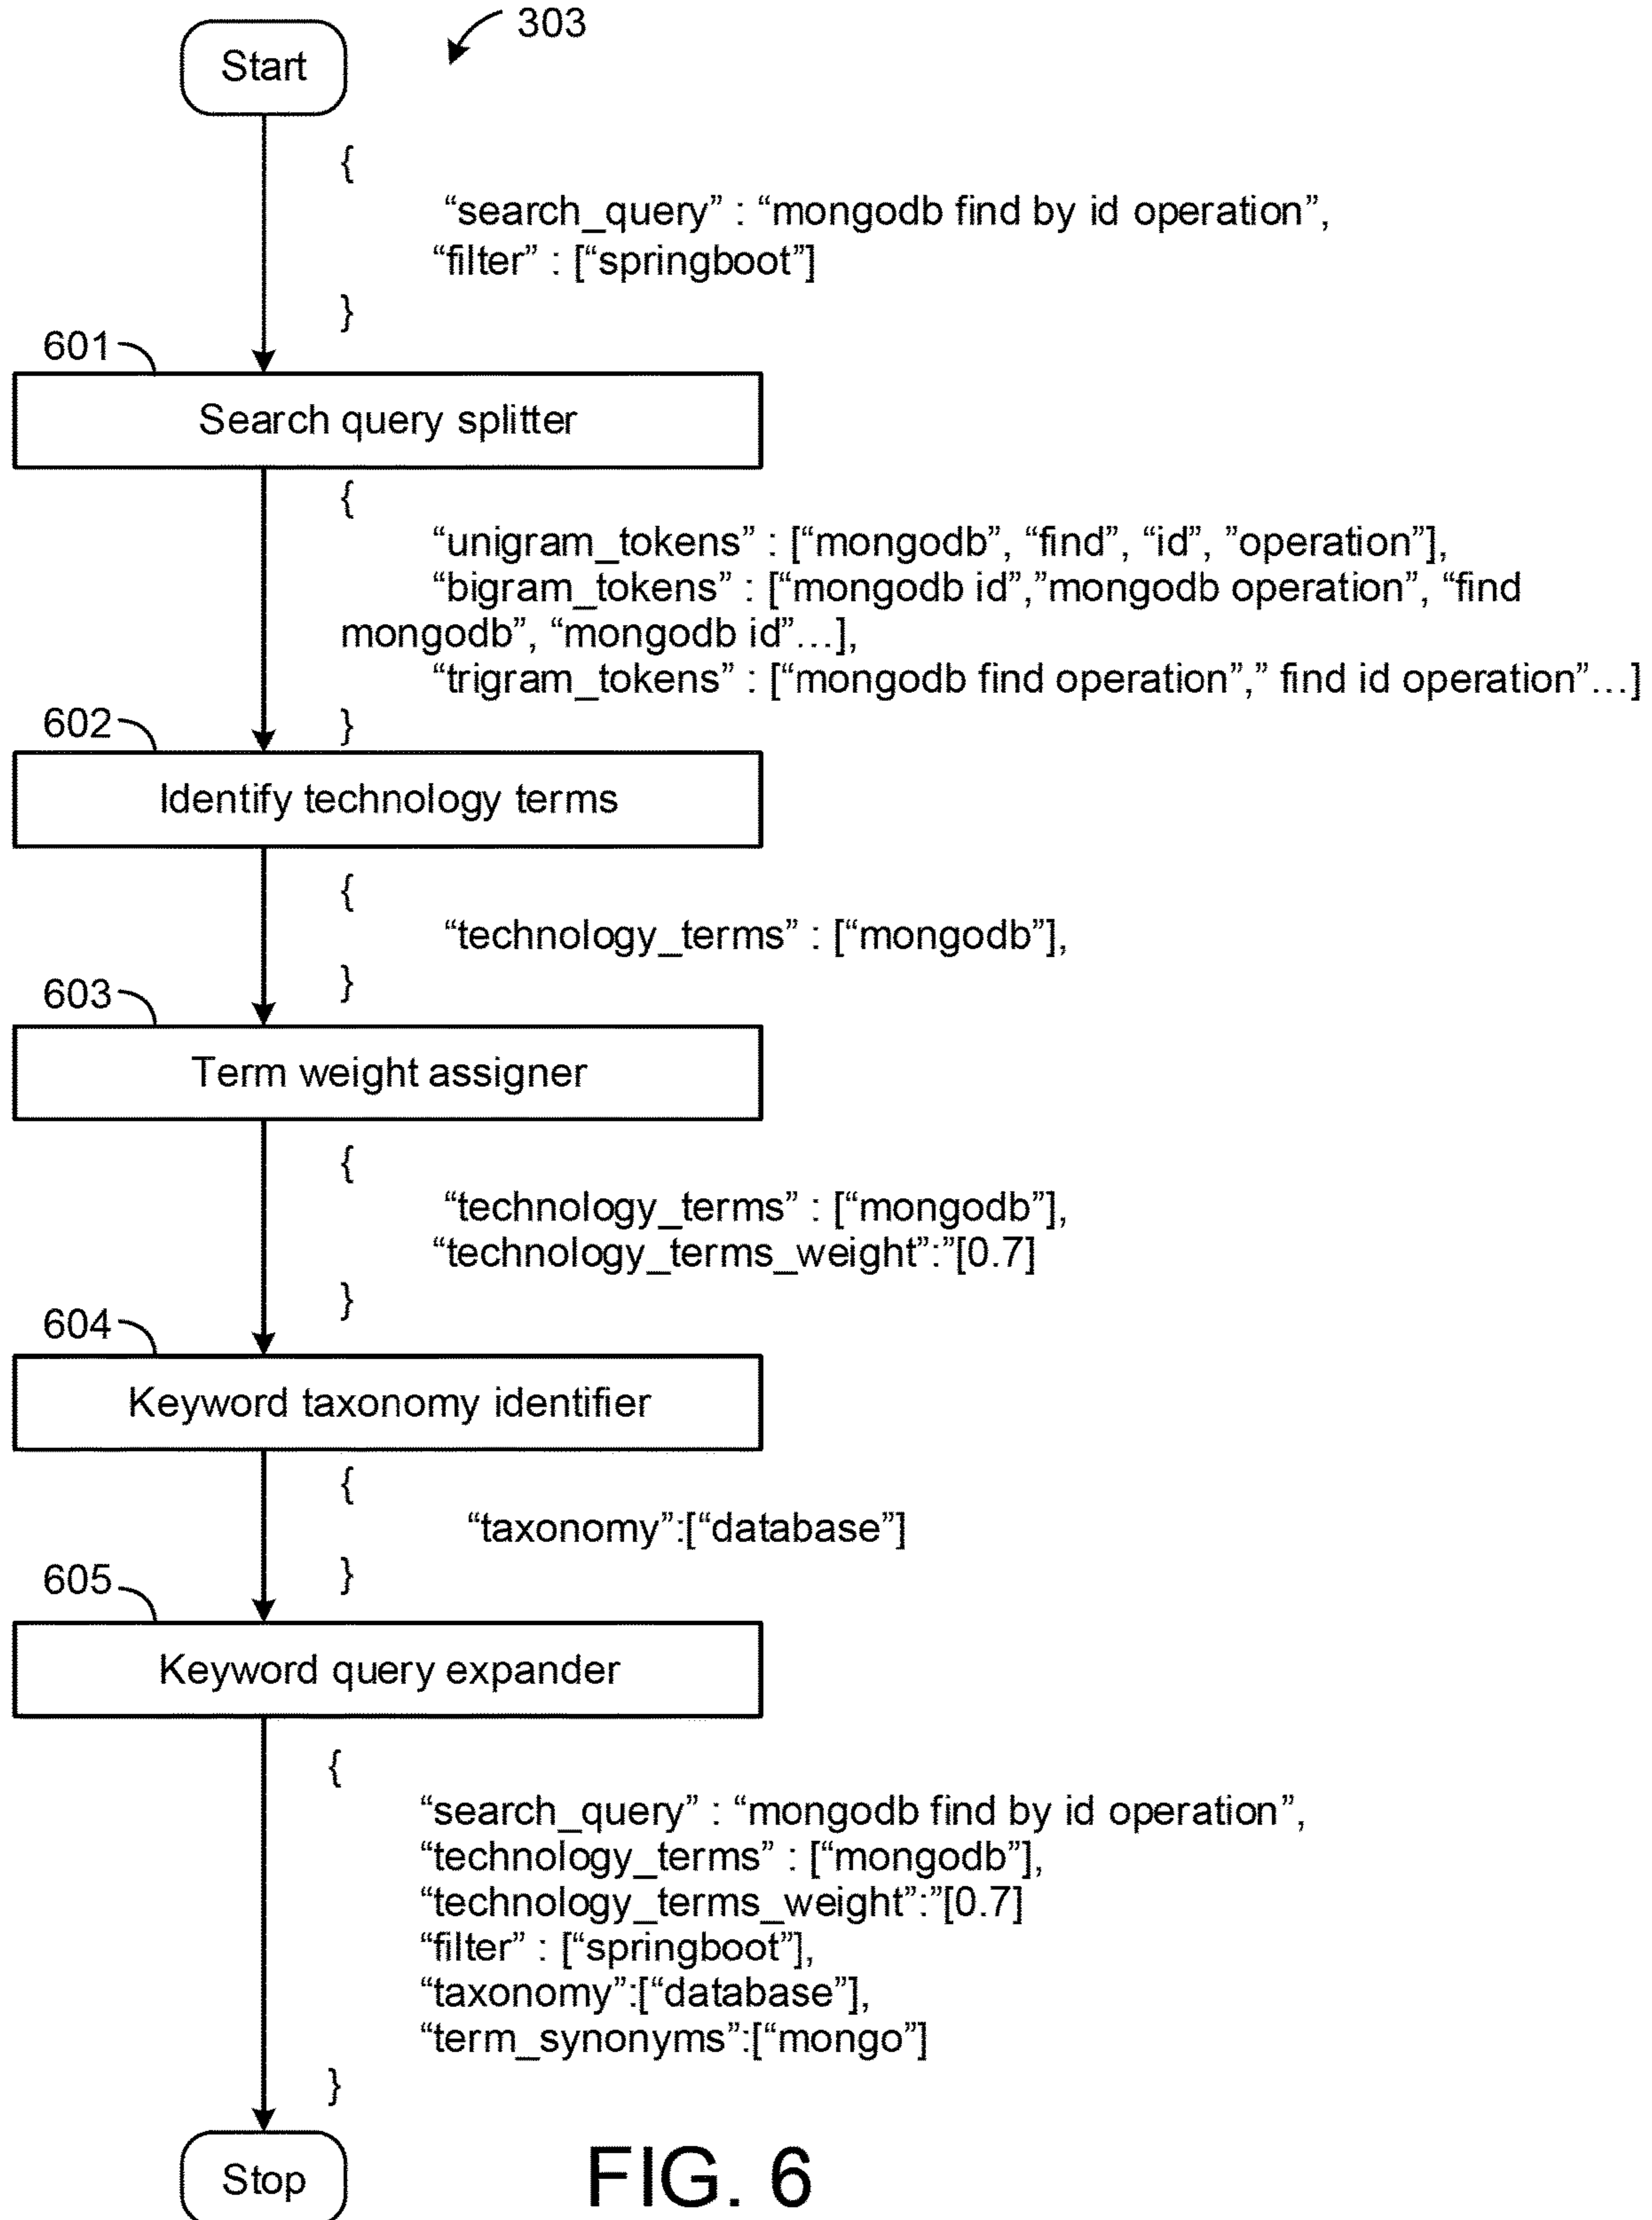 303
Start
{
“search_query” : “mongodb find by id operation”,
“filter” : [“springboot”]
}
601
Search query splitter
{
“unigram_tokens” : [“mongodb”, “find”, “id”, ”operation”],
“bigram_tokens” : [“mongodb id”,”mongodb operation”, “find
mongodb”, “mongodb id”...],
“trigram_tokens” : [“mongodb find operation”,” find id operation”...]
}
602
Identify technology terms
{
“technology_terms” : [“mongodb”],
}
603
Term weight assigner
{
“technology_terms” : [“mongodb”],
“technology_terms_weight”:”[0.7]
}
604
Keyword taxonomy identifier
{
“taxonomy”:[“database”]
}
605
Keyword query expander
{
“search_query” : “mongodb find by id operation”,
“technology_terms” : [“mongodb”],
“technology_terms_weight”:”[0.7]
“filter” : [“springboot”],
“taxonomy”:[“database”],
“term_synonyms”:[“mongo”]
}
Stop
FIG. 6